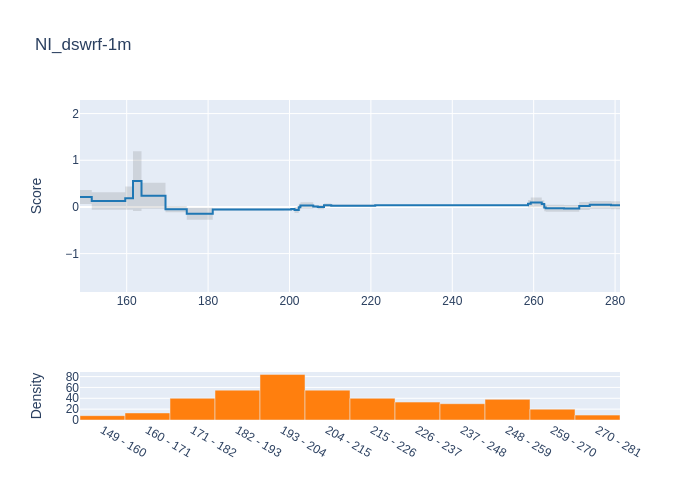 NI_dswrf-1m
Score
2
1
0
−1
160
180
200
220
240
260
280
Density
80
60
40
20
0
149 - 160
160 - 171
171 - 182
182 - 193
193 - 204
204 - 215
215 - 226
226 - 237
237 - 248
248 - 259
259 - 270
270 - 281